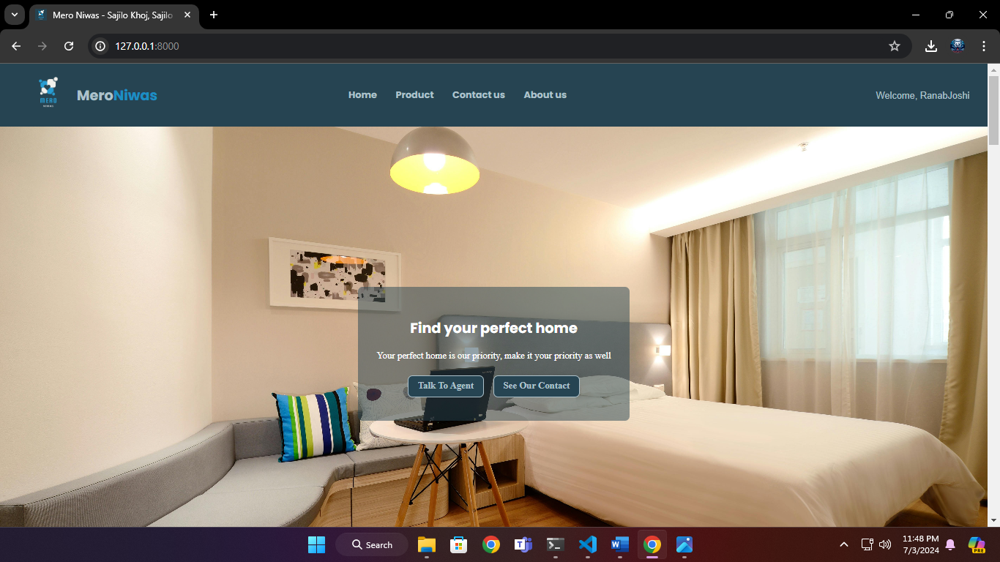 Mero Niwas - Sajilo Khoj, Sajilo
127.0.0.1:8000
MERO
MeroNiwas
Home
Product
Contact us
About us
Welcome, RanabJoshi
Find your perfect home
Your perfect home is our priority, make it your priority as well
Talk To Agent
See Our Contact
Search
11:48 PM
7/3/2024
PRE